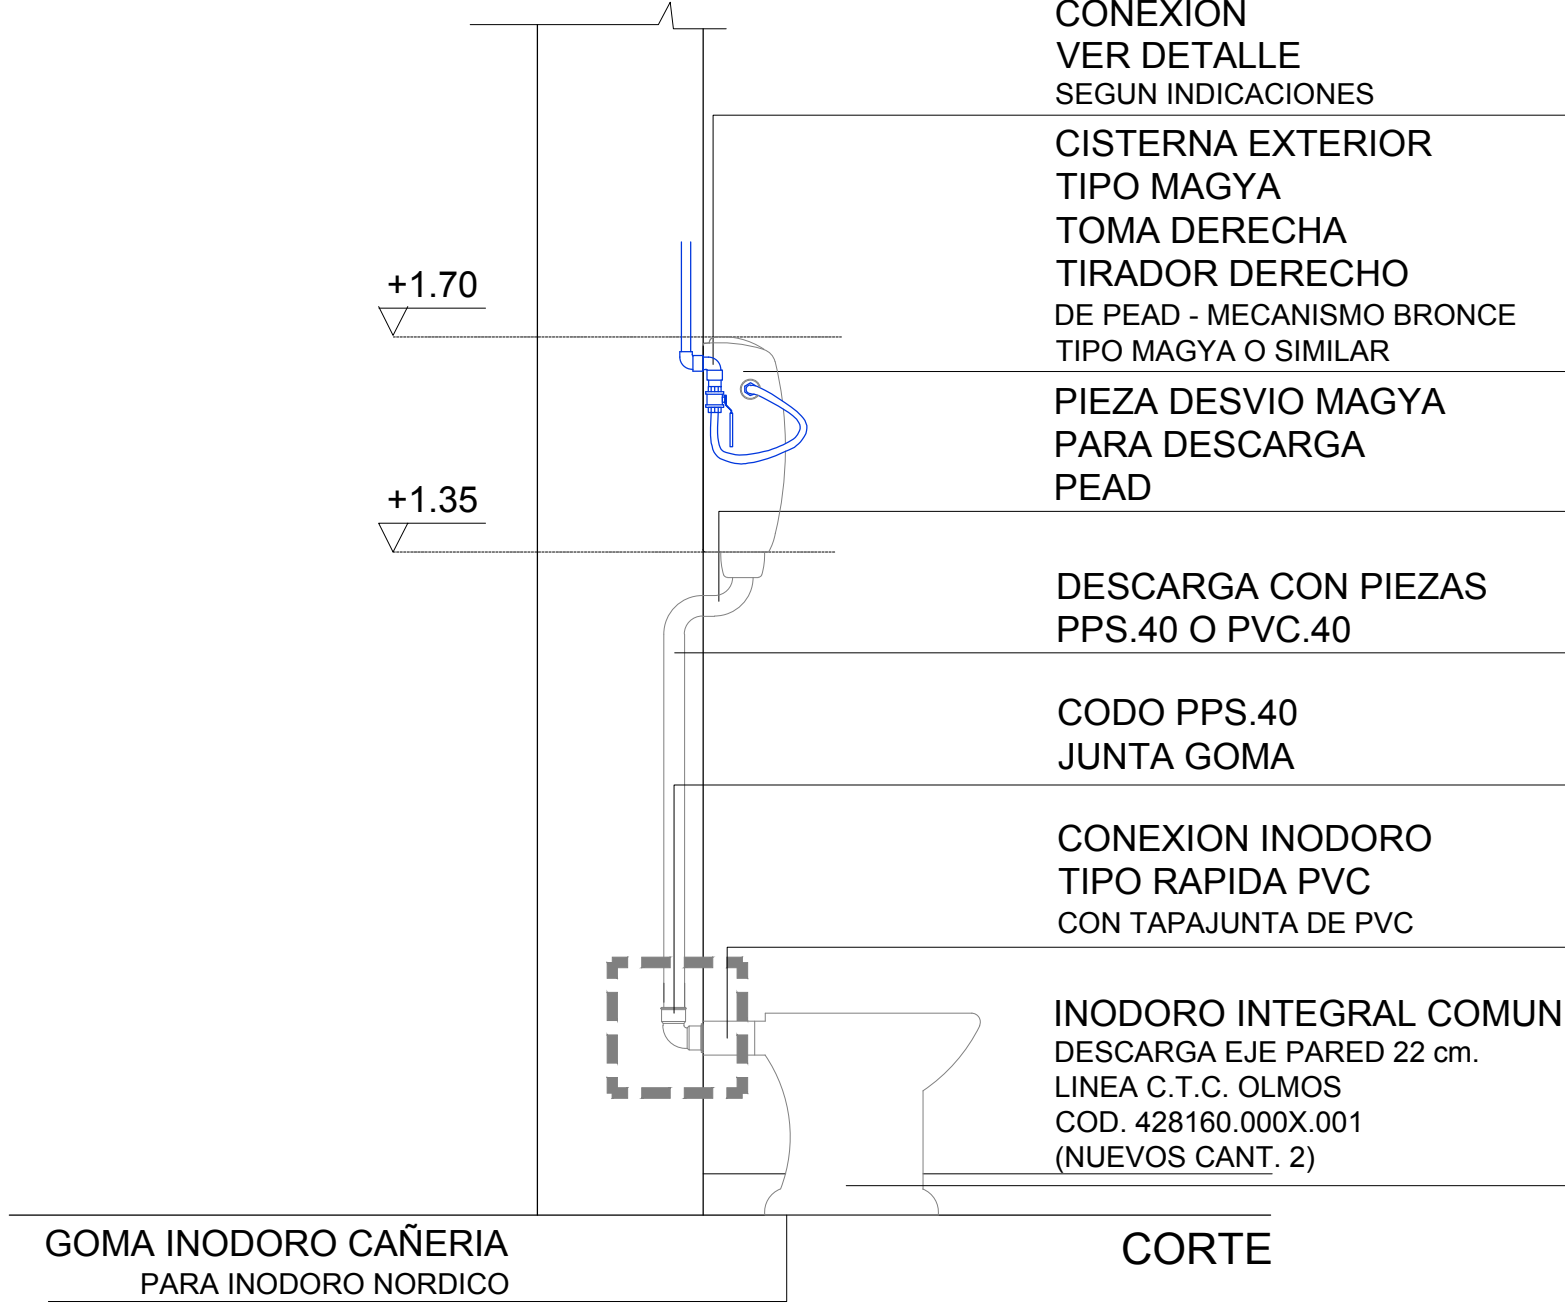 CONEXION
VER DETALLE
SEGUN INDICACIONES
CISTERNA EXTERIOR
TIPO MAGYA
TOMA DERECHA
TIRADOR DERECHO
DE PEAD - MECANISMO BRONCE
TIPO MAGYA O SIMILAR
+1.70
PIEZA DESVIO MAGYA
PARA DESCARGA
PEAD
+1.35
DESCARGA CON PIEZAS
PPS.40 O PVC.40
CODO PPS.40
JUNTA GOMA
CONEXION INODORO
TIPO RAPIDA PVC
CON TAPAJUNTA DE PVC
INODORO INTEGRAL COMUN
DESCARGA EJE PARED 22 cm.
LINEA C.T.C. OLMOS
COD. 428160.000X.001
(NUEVOS CANT. 2)
GOMA INODORO CAÑERIA
PARA INODORO NORDICO
CORTE